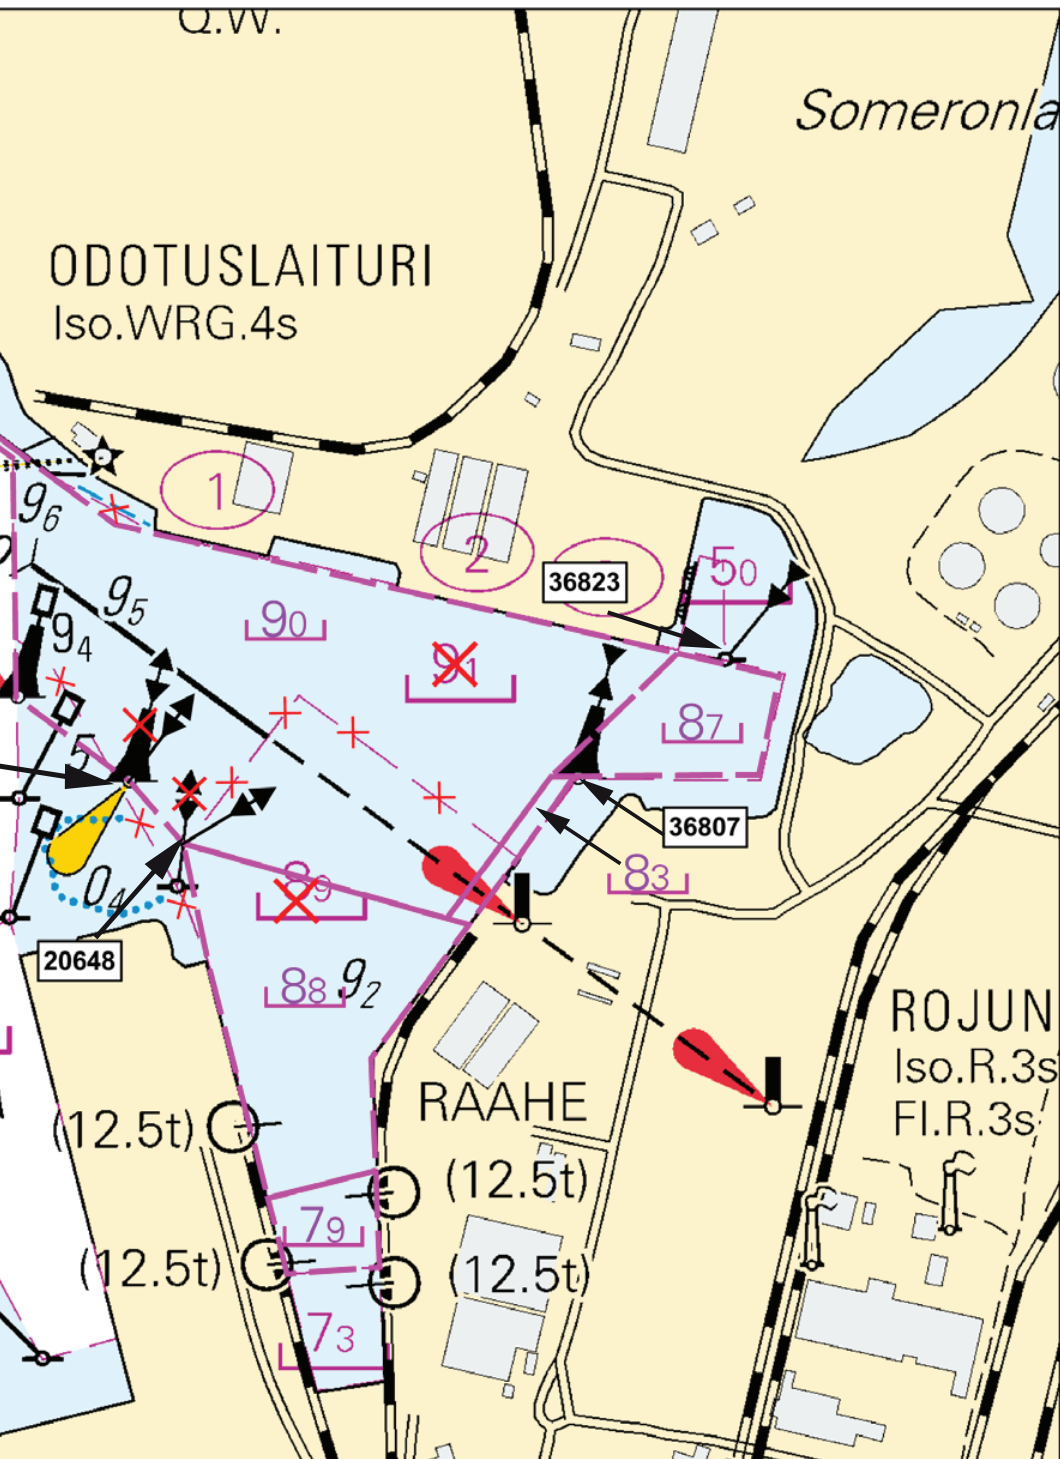 Q.W.
Someronla
ODOTUSLAITURI
Iso.WRG.4s
1
2
96
95
94
90
91
36823
50
87
36807
83
5
89
04
20648
88
92
ROJUN
Iso.R.3s
Fl.R.3s
RAAHE
(12.5t)
(12.5t)
79
(12.5t)
(12.5t)
73